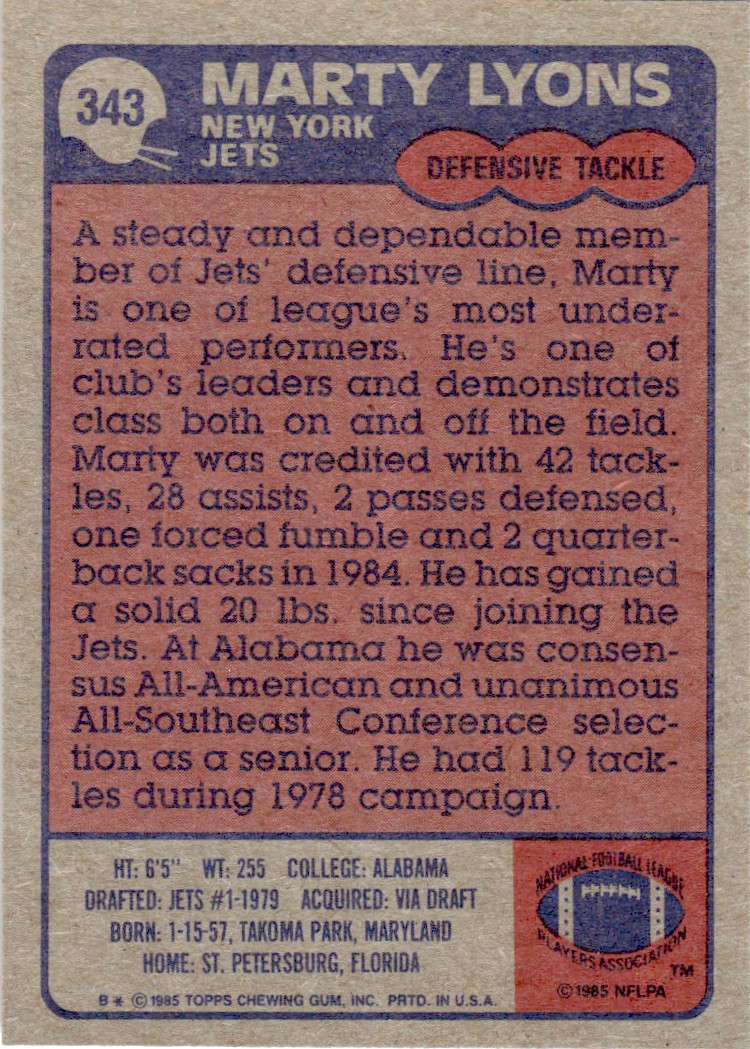 343
MARTY LYONS
NEW YORK
JETS
DEFENSIVE TACKLE
A steady and dependable mem-
ber of Jets' defensive line, Marty
is one of league's most under-
rated performers. He's one of
club's leaders and demonstrates
class both on and off the field.
Marty was credited with 42 tack-
les, 28 assists, 2 passes defensed,
one forced fumble and 2 quarter-
back sacks in 1984. He has gained
a solid 20 lbs. since joining the
Jets. At Alabama he was consen-
sus All-American and unanimous
All-Southeast Conference selec-
tion as a senior. He had 119 tack-
les during 1978 campaign.
HT: 6'5" WT: 255 COLLEGE: ALABAMA
DRAFTED: JETS #1-1979 ACQUIRED: VIA DRAFT
BORN: 1-15-57, TAKOMA PARK, MARYLAND
HOME: ST. PETERSBURG, FLORIDA
B * © 1985 TOPPS CHEWING GUM, INC. PRTD. IN U.S.A.
NATIONAL FOOTBALL LEAGUE
PLAYERS ASSOCIATION
TM
© 1985 NFLPA